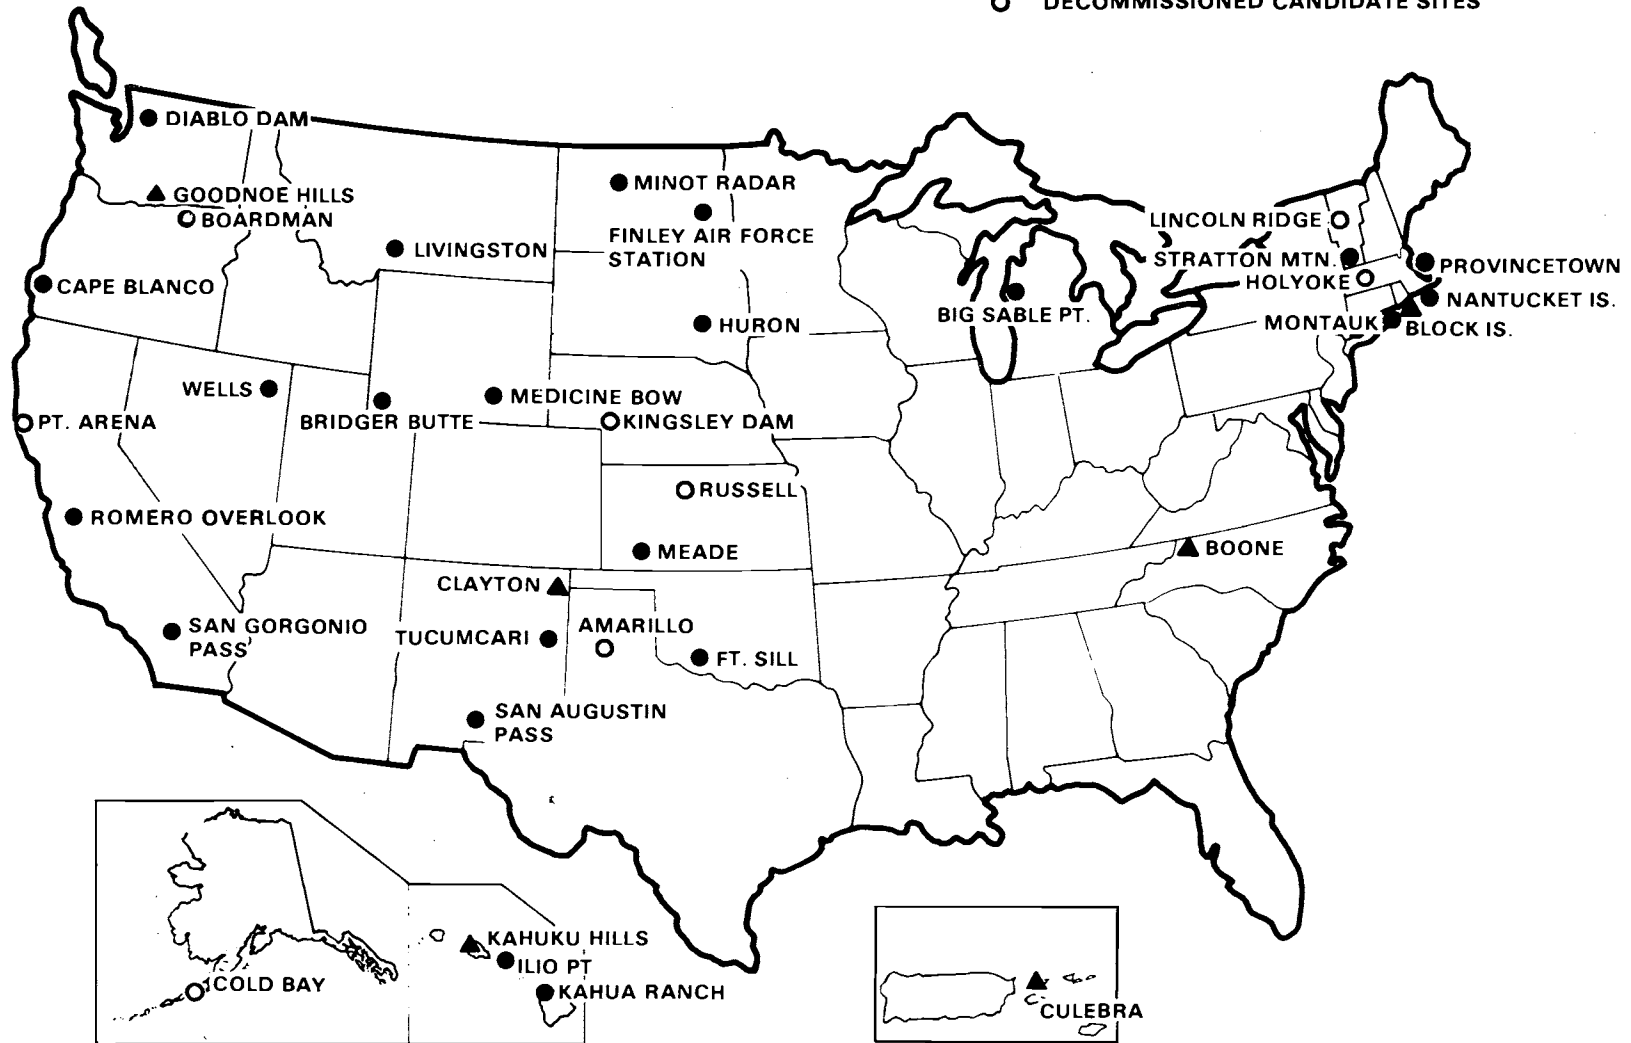 DECOMMISSIONED CANDIDATE SITES
DIABLO DAM
GOODNOE HILLS
BOARDMAN
LIVINGSTON
MINOT RADAR
FINLEY AIR FORCE
STATION
LINCOLN RIDGE
STRATTON MTN.
HOLYOKE
PROVINCETOWN
NANTUCKET IS.
MONTAUK
BLOCK IS.
CAPE BLANCO
HURON
BIG SABLE PT.
WELLS
BRIDGER BUTTE
MEDICINE BOW
KINGSLEY DAM
PT. ARENA
RUSSELL
ROMERO OVERLOOK
MEADE
BOONE
CLAYTON
SAN GORGONIO
PASS
TUCUMCARI
AMARILLO
FT. SILL
SAN AUGUSTIN
PASS
KAHUKU HILLS
ILIO PT
KAHUA RANCH
COLD BAY
CULEBRA